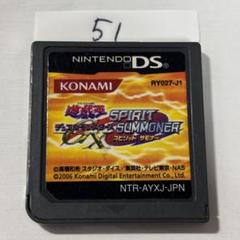 51
NINTENDO DS
KONAMI
RY027-J1
遊☆戯☆王
デュエルモンスターズ
GX
SPIRIT
SUMMONER
スピリット・サモナー
©高橋和希 スタジオ・ダイス/集英社・テレビ東京・NAS
©2006 Konami Digital Entertainment Co., Ltd.
NTR-AYXJ-JPN